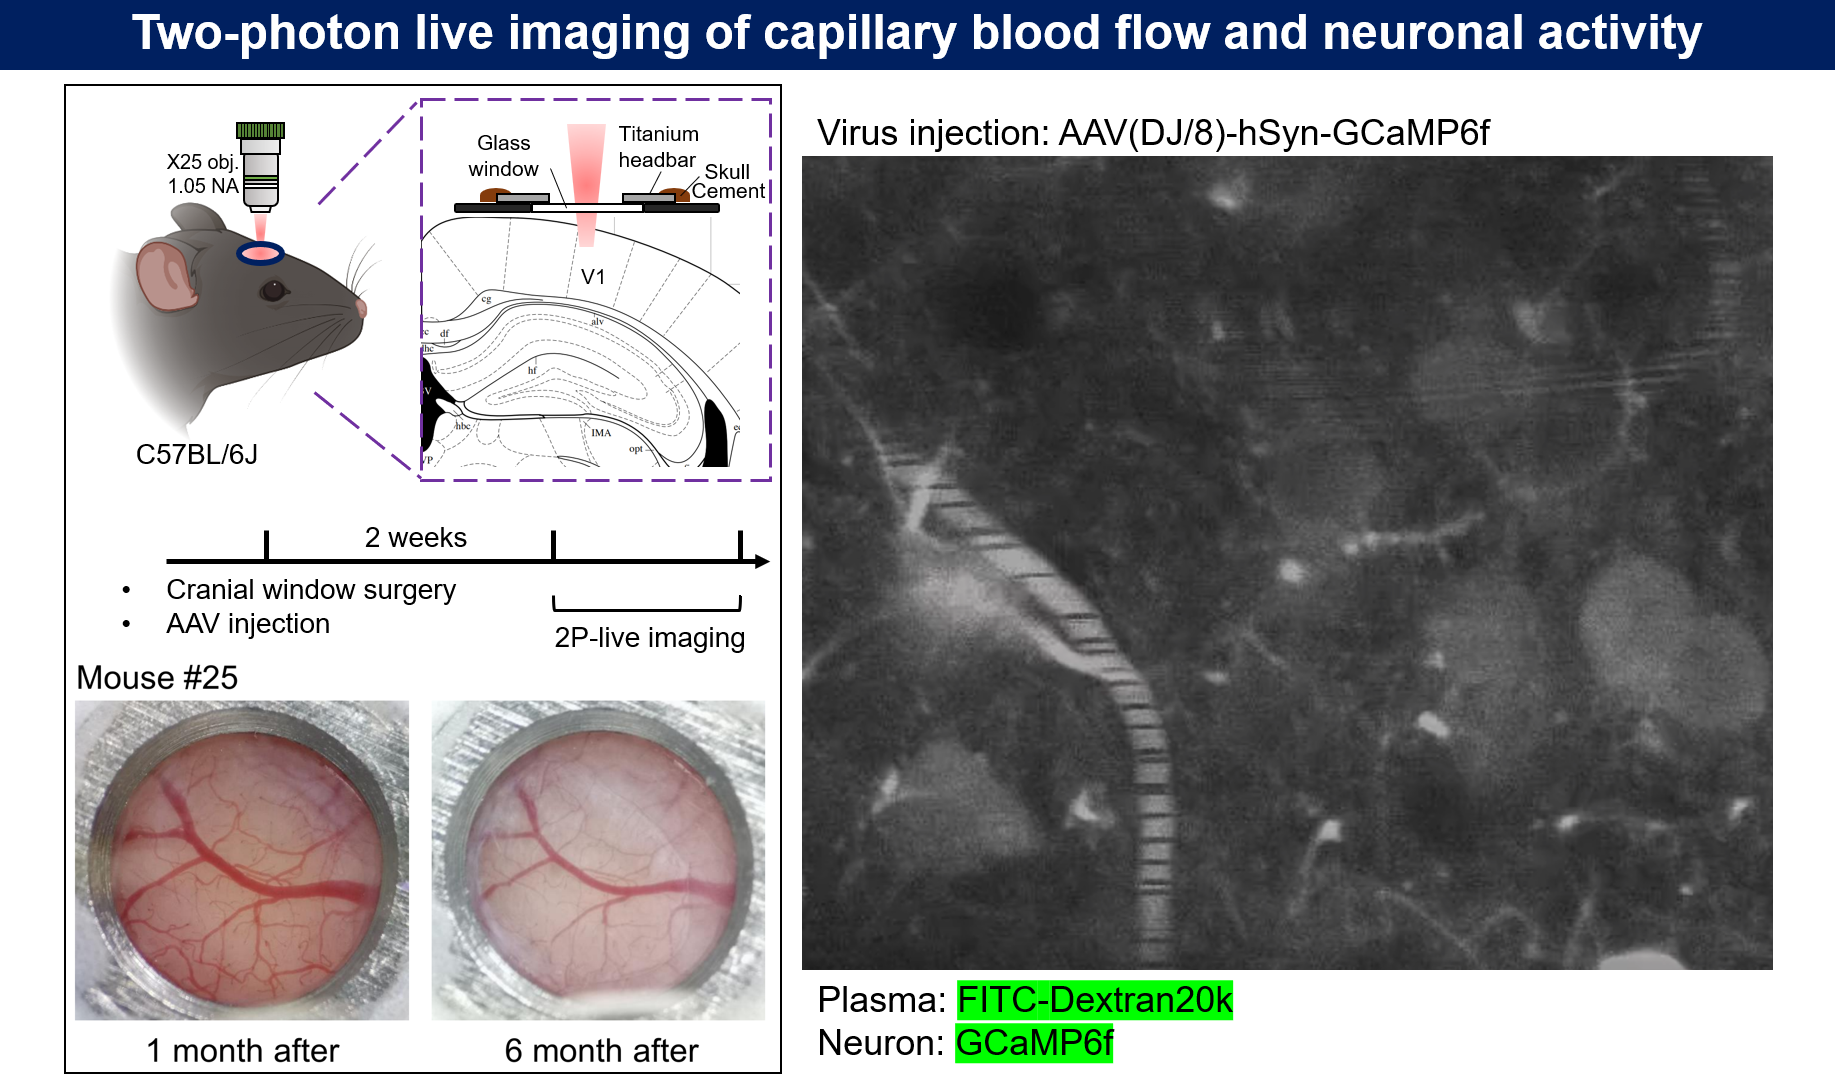 Two-photon live imaging of capillary blood flow and neuronal activity
X25 obj.
1.05 NA
C57BL/6J
Glass
window
Titanium
headbar
Skull
Cement
V1
cg
alv
df
hf
hbc
IMA
opt
2 weeks
• Cranial window surgery
• AAV injection
2P-live imaging
Mouse #25
1 month after
6 month after
Virus injection: AAV(DJ/8)-hSyn-GCaMP6f
Plasma: FITC-Dextran20k
Neuron: GCaMP6f